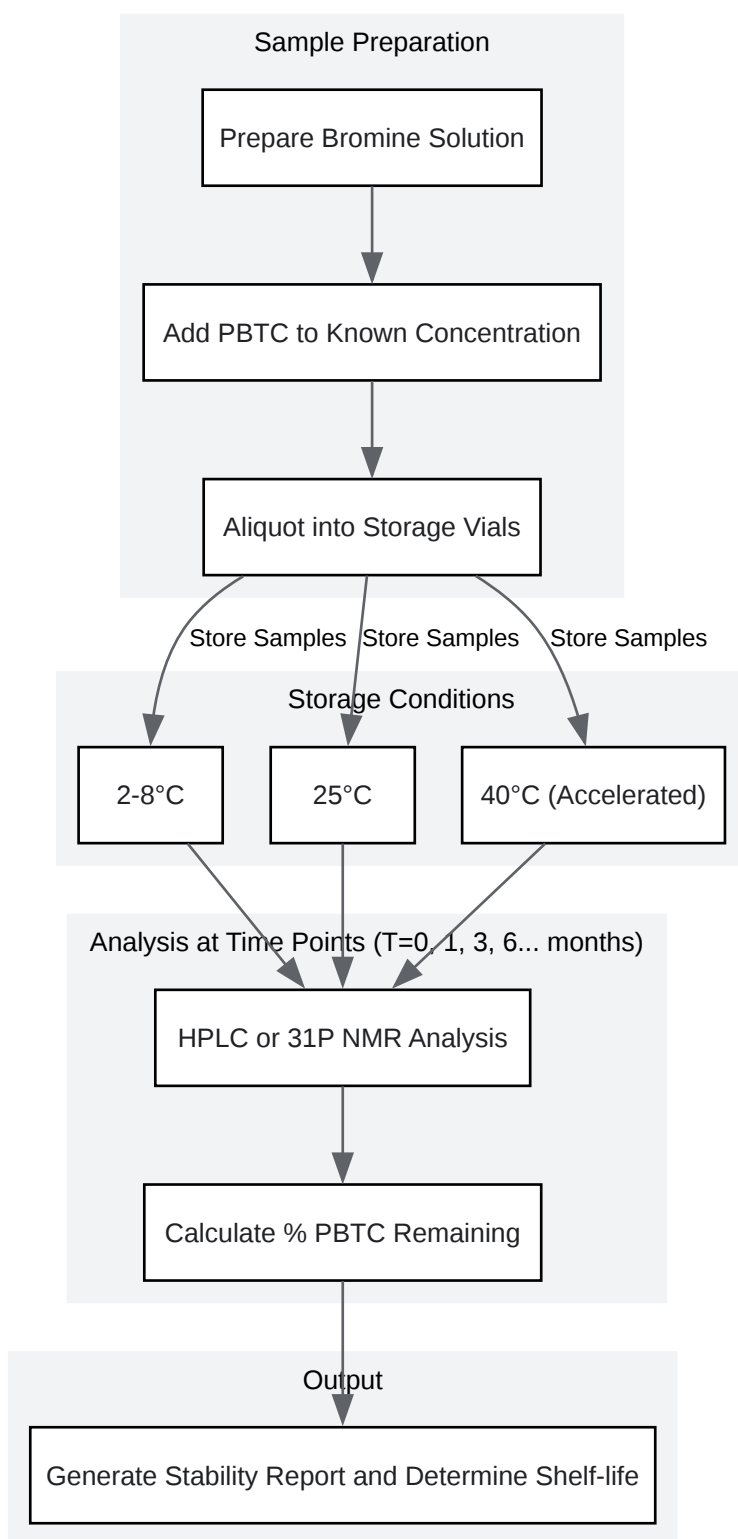 Sample Preparation
Prepare Bromine Solution
Add PBTC to Known Concentration
Aliquot into Storage Vials
Store Samples
Store Samples
Store Samples
Storage Conditions
2-8°C
25°C
40°C (Accelerated)
Analysis at Time Points (T=0, 1, 3, 6... months)
HPLC or 31P NMR Analysis
Calculate % PBTC Remaining
Output
Generate Stability Report and Determine Shelf-life